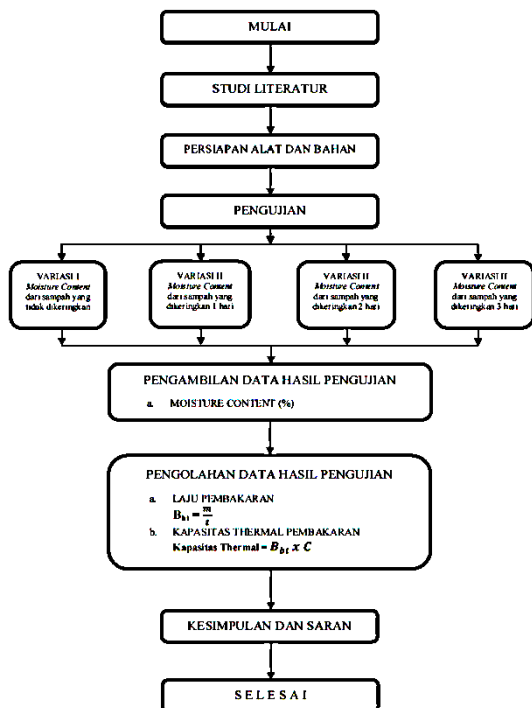 MULAI
STUDI LITERATUR
PERSIAPAN ALAT DAN BAHAN
PENGUJIAN
VARIASI I
Moisture Content
dari sampah yang
tidak dikeringkan
VARIASI II
Moisture Content
dari sampah yang
dikeringkan 1 hari
VARIASI II
Moisture Content
dari sampah yang
dikeringkan 2 hari
VARIASI II
Moisture Content
dari sampah yang
dikeringkan 3 hari
PENGAMBILAN DATA HASIL PENGUJIAN
a. MOISTURE CONTENT (%)
PENGOLAHAN DATA HASIL PENGUJIAN
a. LAJU PEMBAKARAN
B_bt = m/t
b. KAPASITAS THERMAL PEMBAKARAN
Kapasitas Thermal = B_bt x C
KESIMPULAN DAN SARAN
S E L E S A I